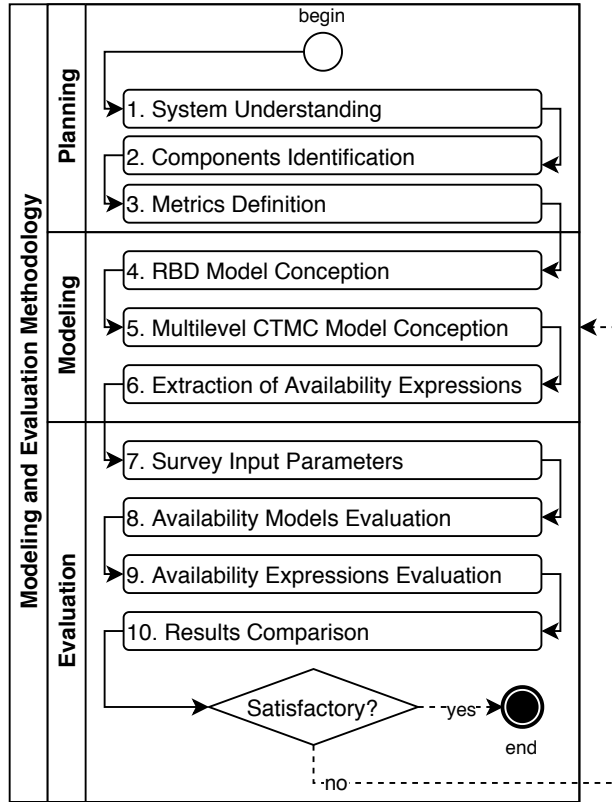 begin
Modeling and Evaluation Methodology
Planning
1. System Understanding
2. Components Identification
3. Metrics Definition
Modeling
4. RBD Model Conception
5. Multilevel CTMC Model Conception
6. Extraction of Availability Expressions
Evaluation
7. Survey Input Parameters
8. Availability Models Evaluation
9. Availability Expressions Evaluation
10. Results Comparison
Satisfactory?
yes
end
no